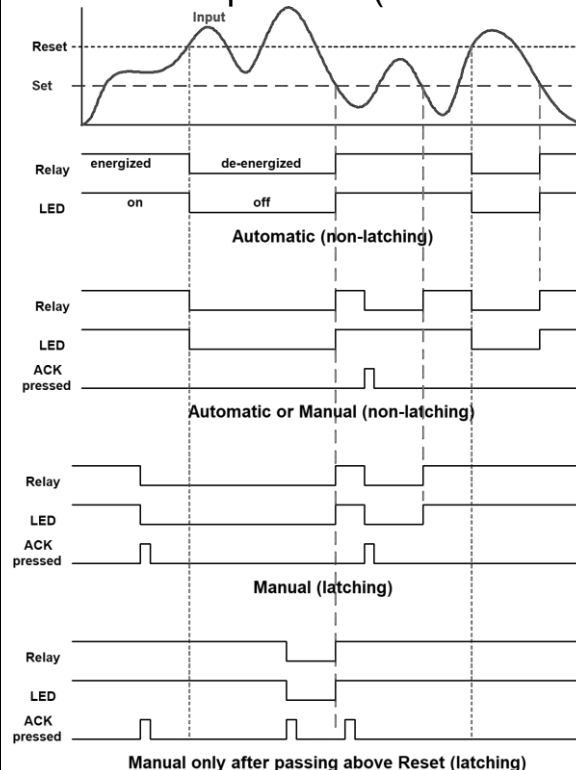 Input
Reset
Set
Relay energized de-energized
LED on off
Automatic (non-latching)
Relay
LED
ACK
pressed
Automatic or Manual (non-latching)
Relay
LED
ACK
pressed
Manual (latching)
Relay
LED
ACK
pressed
Manual only after passing above Reset (latching)